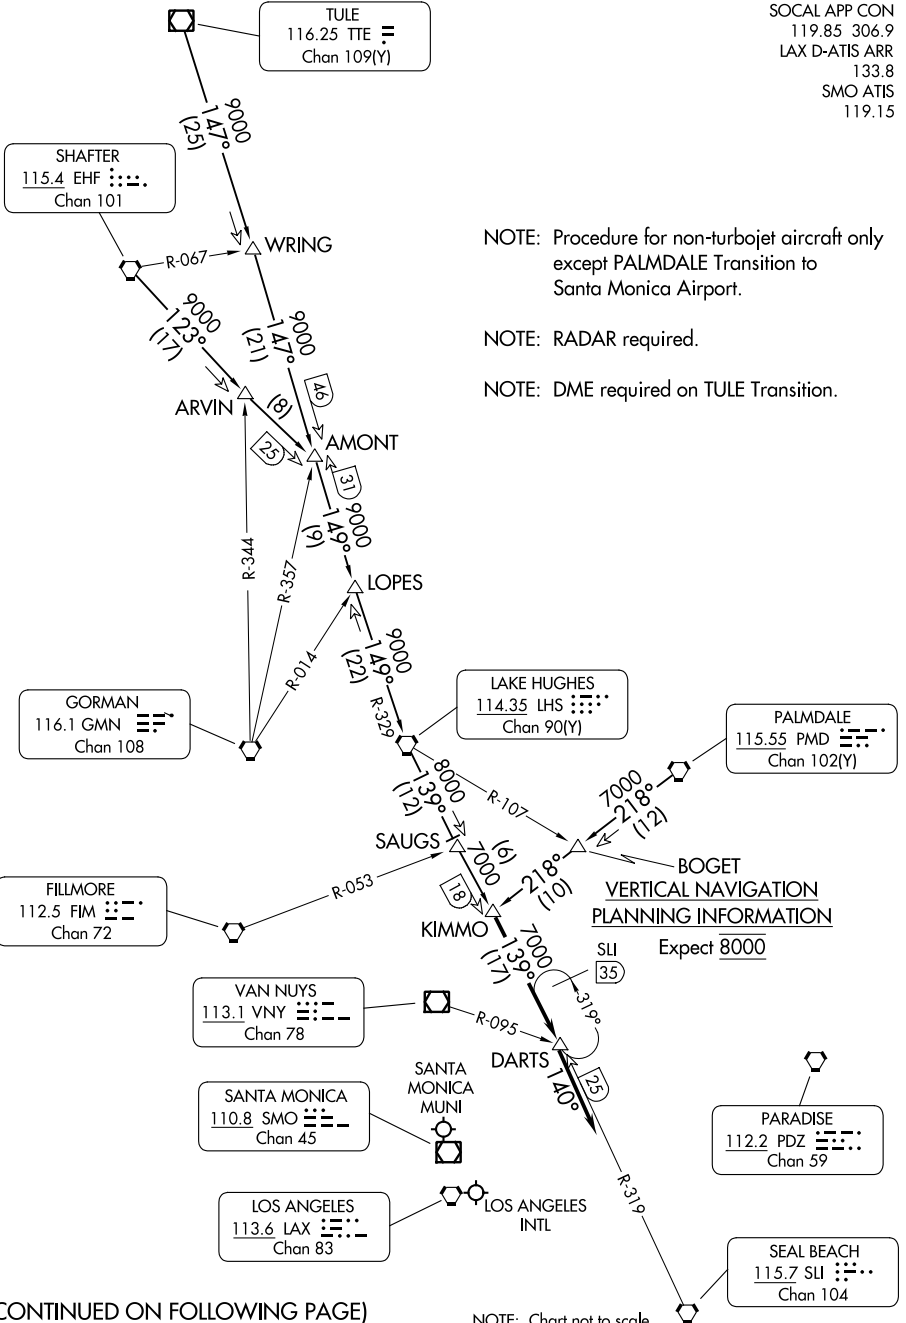 TULE
116.25 TTE
Chan 109(Y)
SOCAL APP CON
119.85 306.9
LAX D-ATIS ARR
133.8
SMO ATIS
119.15
9000
147°
(25)
SHAFTER
115.4 EHF
Chan 101
R-067
WRING
NOTE: Procedure for non-turbojet aircraft only
except PALMDALE Transition to
Santa Monica Airport.
NOTE: RADAR required.
NOTE: DME required on TULE Transition.
9000
123°
(17)
9000
147°
(21)
46
ARVIN
(8)
25
AMONT
31
9000
149°
(9)
R-344
R-357
R-014
LOPES
9000
149°
(22)
R-329
GORMAN
116.1 GMN
Chan 108
LAKE HUGHES
114.35 LHS
Chan 90(Y)
PALMDALE
115.55 PMD
Chan 102(Y)
8000
139°
(12)
R-107
7000
218°
(12)
SAUGS
7000
(6)
18
218°
(10)
BOGET
VERTICAL NAVIGATION
PLANNING INFORMATION
Expect 8000
FILLMORE
112.5 FIM
Chan 72
R-053
KIMMO
7000
139°
(17)
SLI
35
319°
VAN NUYS
113.1 VNY
Chan 78
R-095
DARTS
140°
25
SANTA
MONICA
MUNI
SANTA MONICA
110.8 SMO
Chan 45
PARADISE
112.2 PDZ
Chan 59
R-319
LOS ANGELES
113.6 LAX
Chan 83
LOS ANGELES
INTL
SEAL BEACH
115.7 SLI
Chan 104
CONTINUED ON FOLLOWING PAGE)
NOTE: Chart not to scale